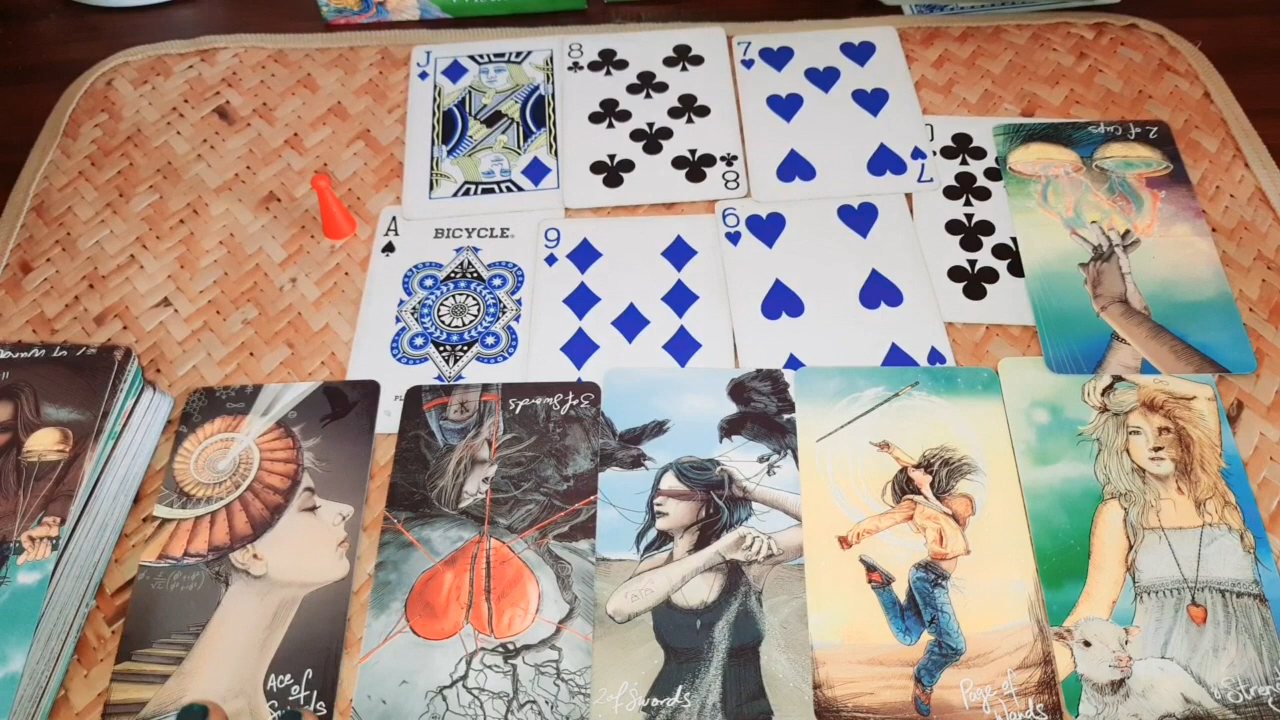 J
8
7
8
7
2 of Cups
A
BICYCLE®
9
6
3 of Swords
Ace
of
2 of Swords
Page of
Wands